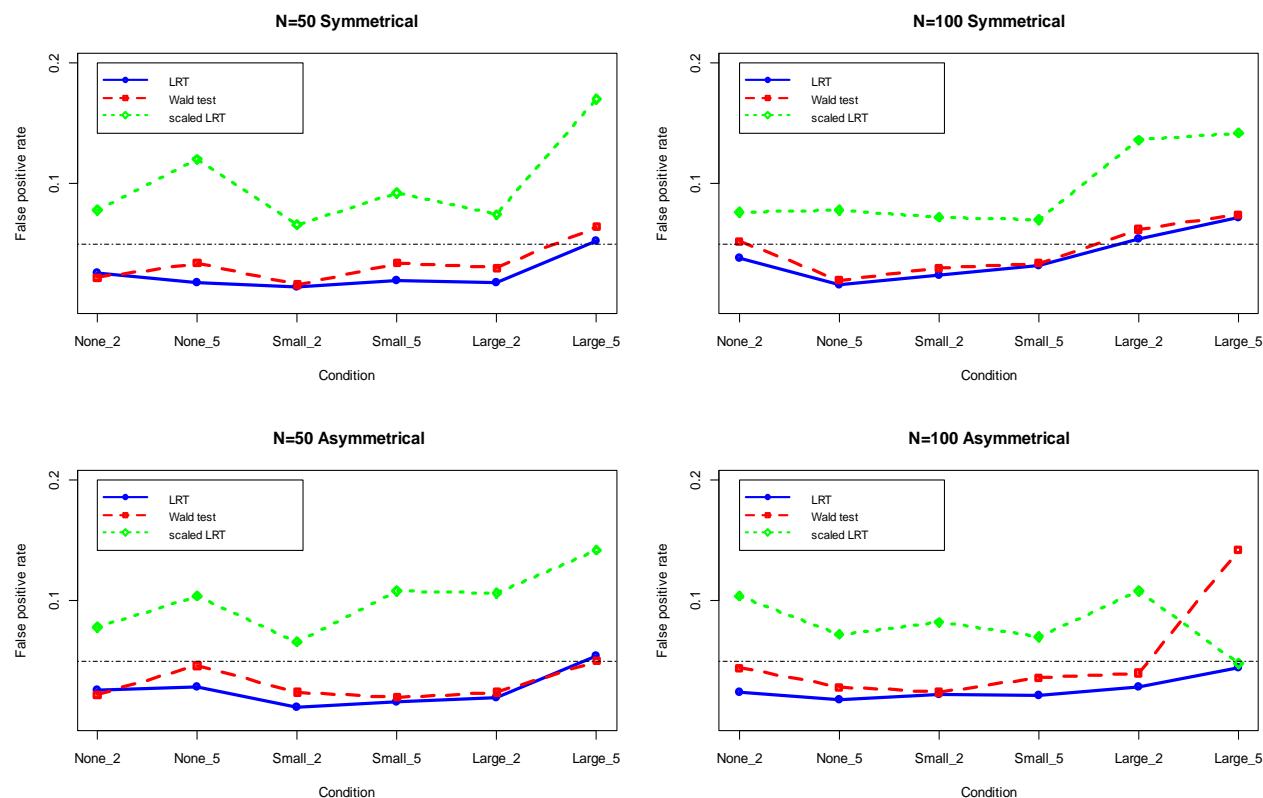 N=50 Symmetrical
0.2
0.1
False positive rate
LRT
Wald test
scaled LRT
None_2 None_5 Small_2 Small_5 Large_2 Large_5
Condition
N=100 Symmetrical
0.2
0.1
False positive rate
LRT
Wald test
scaled LRT
None_2 None_5 Small_2 Small_5 Large_2 Large_5
Condition
N=50 Asymmetrical
0.2
0.1
False positive rate
LRT
Wald test
scaled LRT
None_2 None_5 Small_2 Small_5 Large_2 Large_5
Condition
N=100 Asymmetrical
0.2
0.1
False positive rate
LRT
Wald test
scaled LRT
None_2 None_5 Small_2 Small_5 Large_2 Large_5
Condition